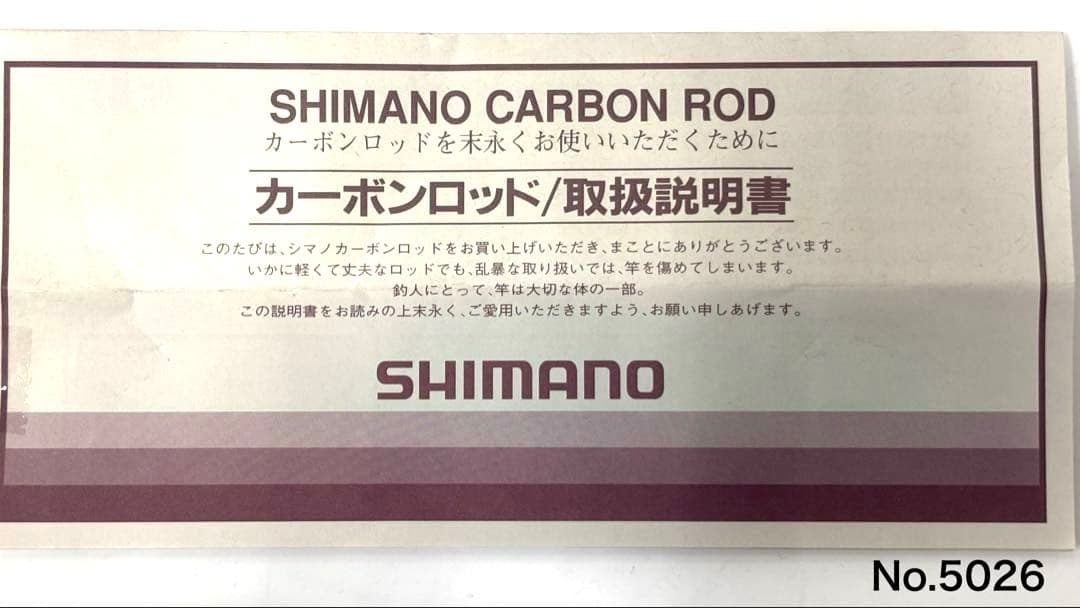 SHIMANO CARBON ROD
カーボンロッドを末永くお使いいただくために
カーボンロッド/取扱説明書
このたびは、シマノカーボンロッドをお買い上げいただき、まことにありがとうございます。
いかに軽くて丈夫なロッドでも、乱暴な取り扱いでは、竿を傷めてしまいます。
釣人にとって、竿は大切な体の一部。
この説明書をお読みの上末永く、ご愛用いただきますよう、お願い申しあげます。
SHIMANO
No.5026